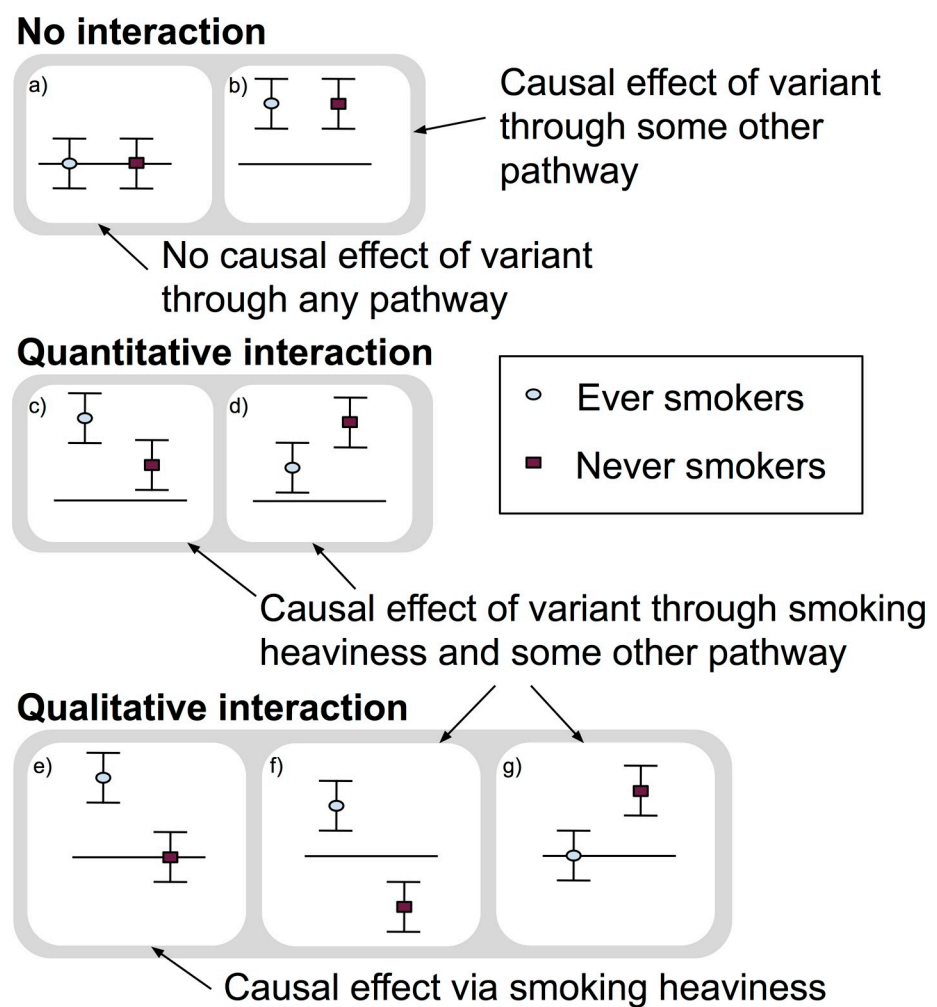 No interaction
a)
b)
Causal effect of variant
through some other
pathway
No causal effect of variant
through any pathway
Quantitative interaction
c)
d)
Ever smokers
Never smokers
Causal effect of variant through smoking
heaviness and some other pathway
Qualitative interaction
e)
f)
g)
Causal effect via smoking heaviness